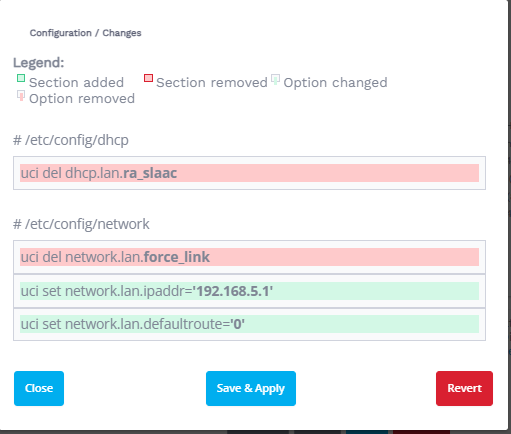 Configuration / Changes
Legend:
Section added Section removed Option changed
Option removed
# /etc/config/dhcp
uci del dhcp.lan.ra_slaac
# /etc/config/network
uci del network.lan.force_link
uci set network.lan.ipaddr='192.168.5.1'
uci set network.lan.defaultroute='0'
Close Save & Apply Revert